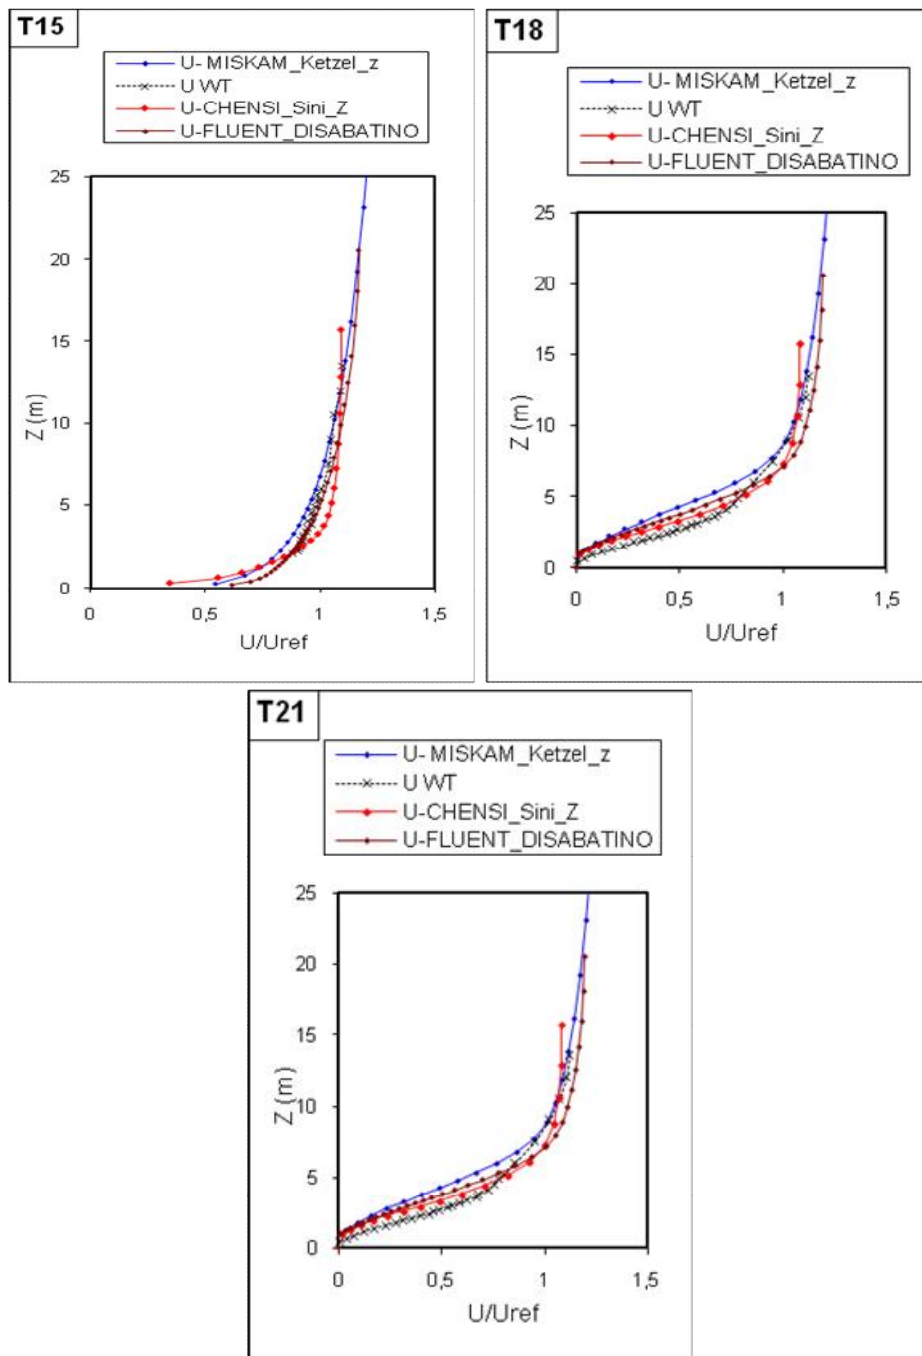 T15
U- MISKAM_Ketzel_z
U WT
U-CHENSI_Sini_Z
U-FLUENT_DISABATINO
25
20
15
10
5
0
Z (m)
0 0,5 1 1,5
U/Uref
T18
U- MISKAM_Ketzel_z
U WT
U-CHENSI_Sini_Z
U-FLUENT_DISABATINO
25
20
15
10
5
0
Z (m)
0 0,5 1 1,5
U/Uref
T21
U- MISKAM_Ketzel_z
U WT
U-CHENSI_Sini_Z
U-FLUENT_DISABATINO
25
20
15
10
5
0
Z (m)
0 0,5 1 1,5
U/Uref